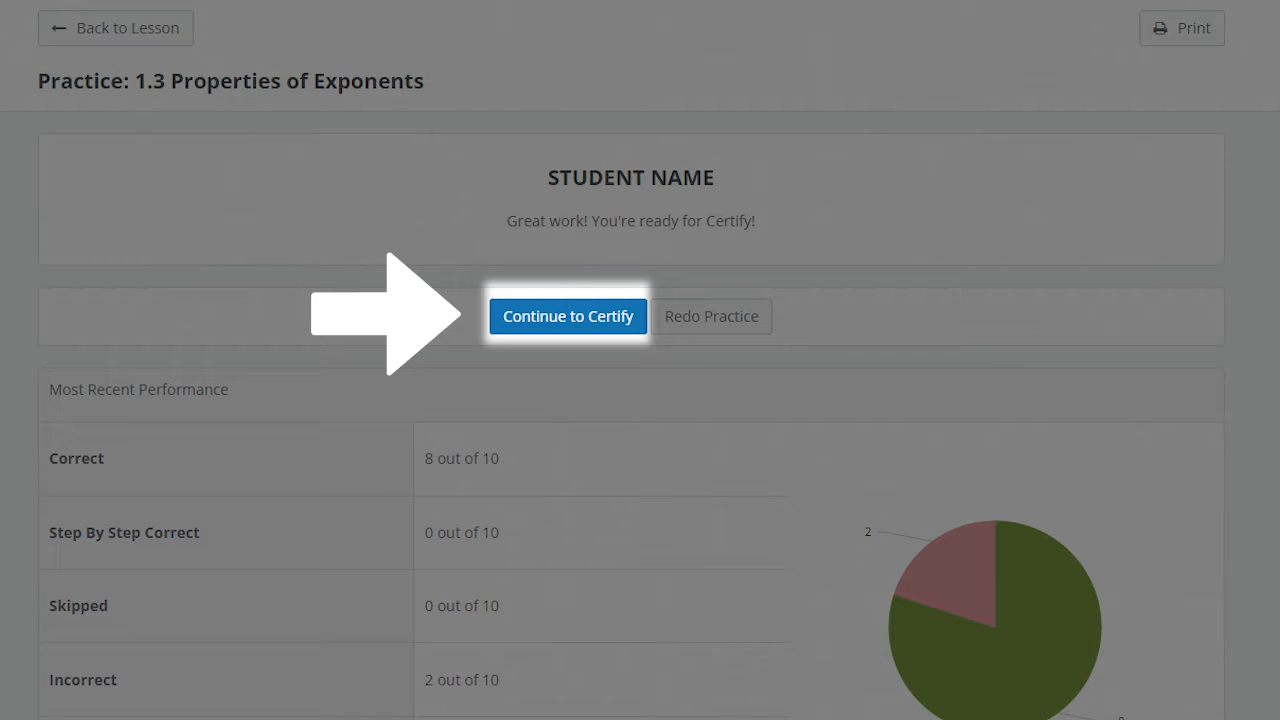 Back to Lesson
Print
Practice: 1.3 Properties of Exponents
STUDENT NAME
Great work! You're ready for Certify!
Continue to Certify
Redo Practice
Most Recent Performance
Correct 8 out of 10
Step By Step Correct 0 out of 10
2
Skipped 0 out of 10
Incorrect 2 out of 10